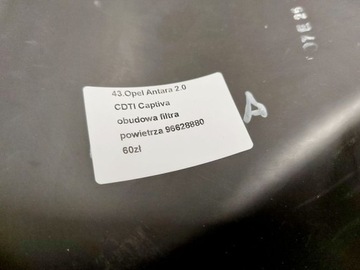 43.Opel Antara 2.0
CDTI Captiva
obudowa filtra
powietrza 96628880
60zł
A